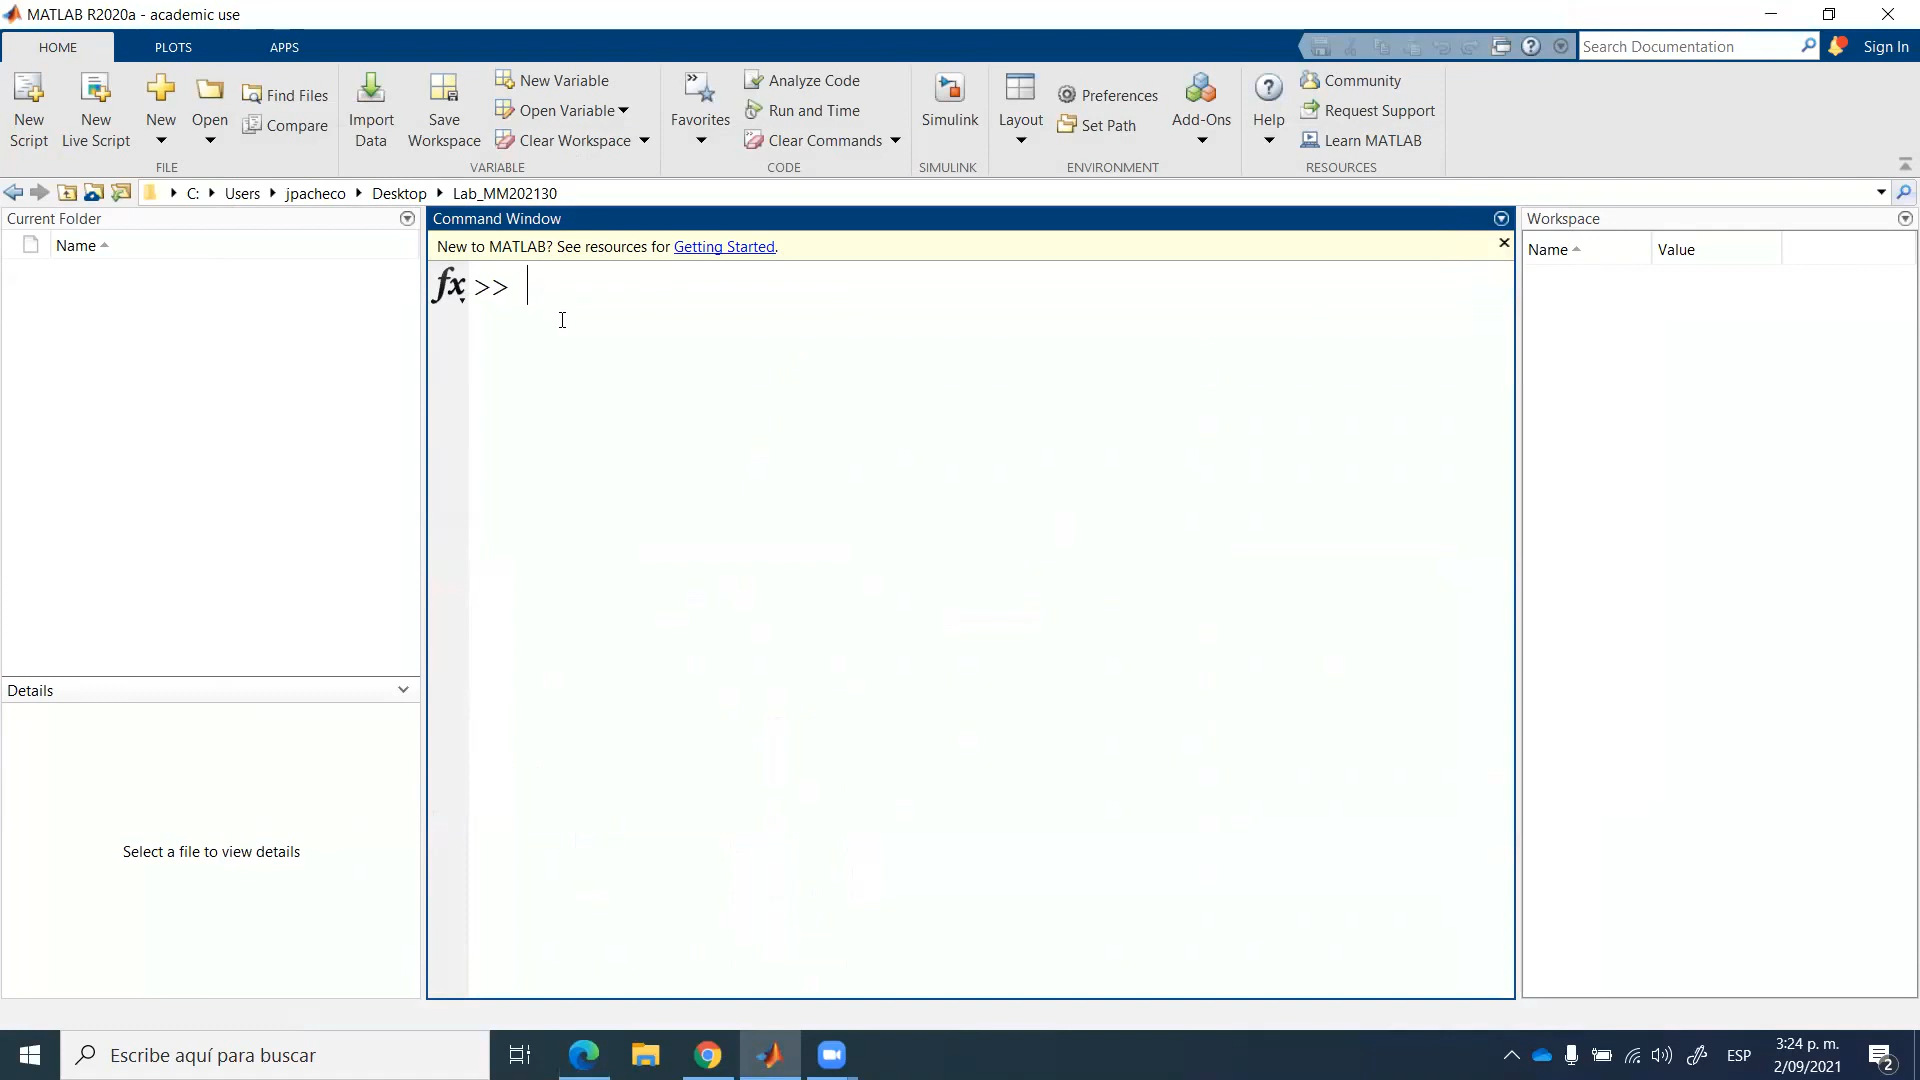 MATLAB R2020a - academic use
HOME PLOTS APPS
Search Documentation
Sign In
New Script
New Live Script
New
Open
Find Files
Compare
FILE
Import Data
Save Workspace
New Variable
Open Variable
Clear Workspace
VARIABLE
Favorites
Analyze Code
Run and Time
Clear Commands
CODE
Simulink
SIMULINK
Layout
Preferences
Set Path
Add-Ons
ENVIRONMENT
Help
Community
Request Support
Learn MATLAB
RESOURCES
C: Users jpacheco Desktop Lab_MM202130
Current Folder
Name
Details
Select a file to view details
Command Window
New to MATLAB? See resources for Getting Started.
fx >>
Workspace
Name Value
Escribe aquí para buscar
ESP
3:24 p. m.
2/09/2021
2